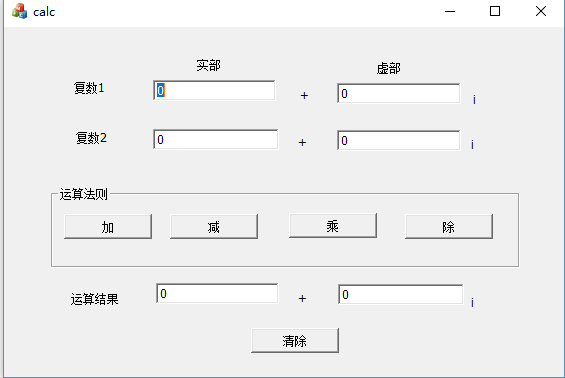 calc
实部 虚部
复数1 0 + 0 i
复数2 0 + 0 i
运算法则
加 减 乘 除
运算结果 0 + 0 i
清除